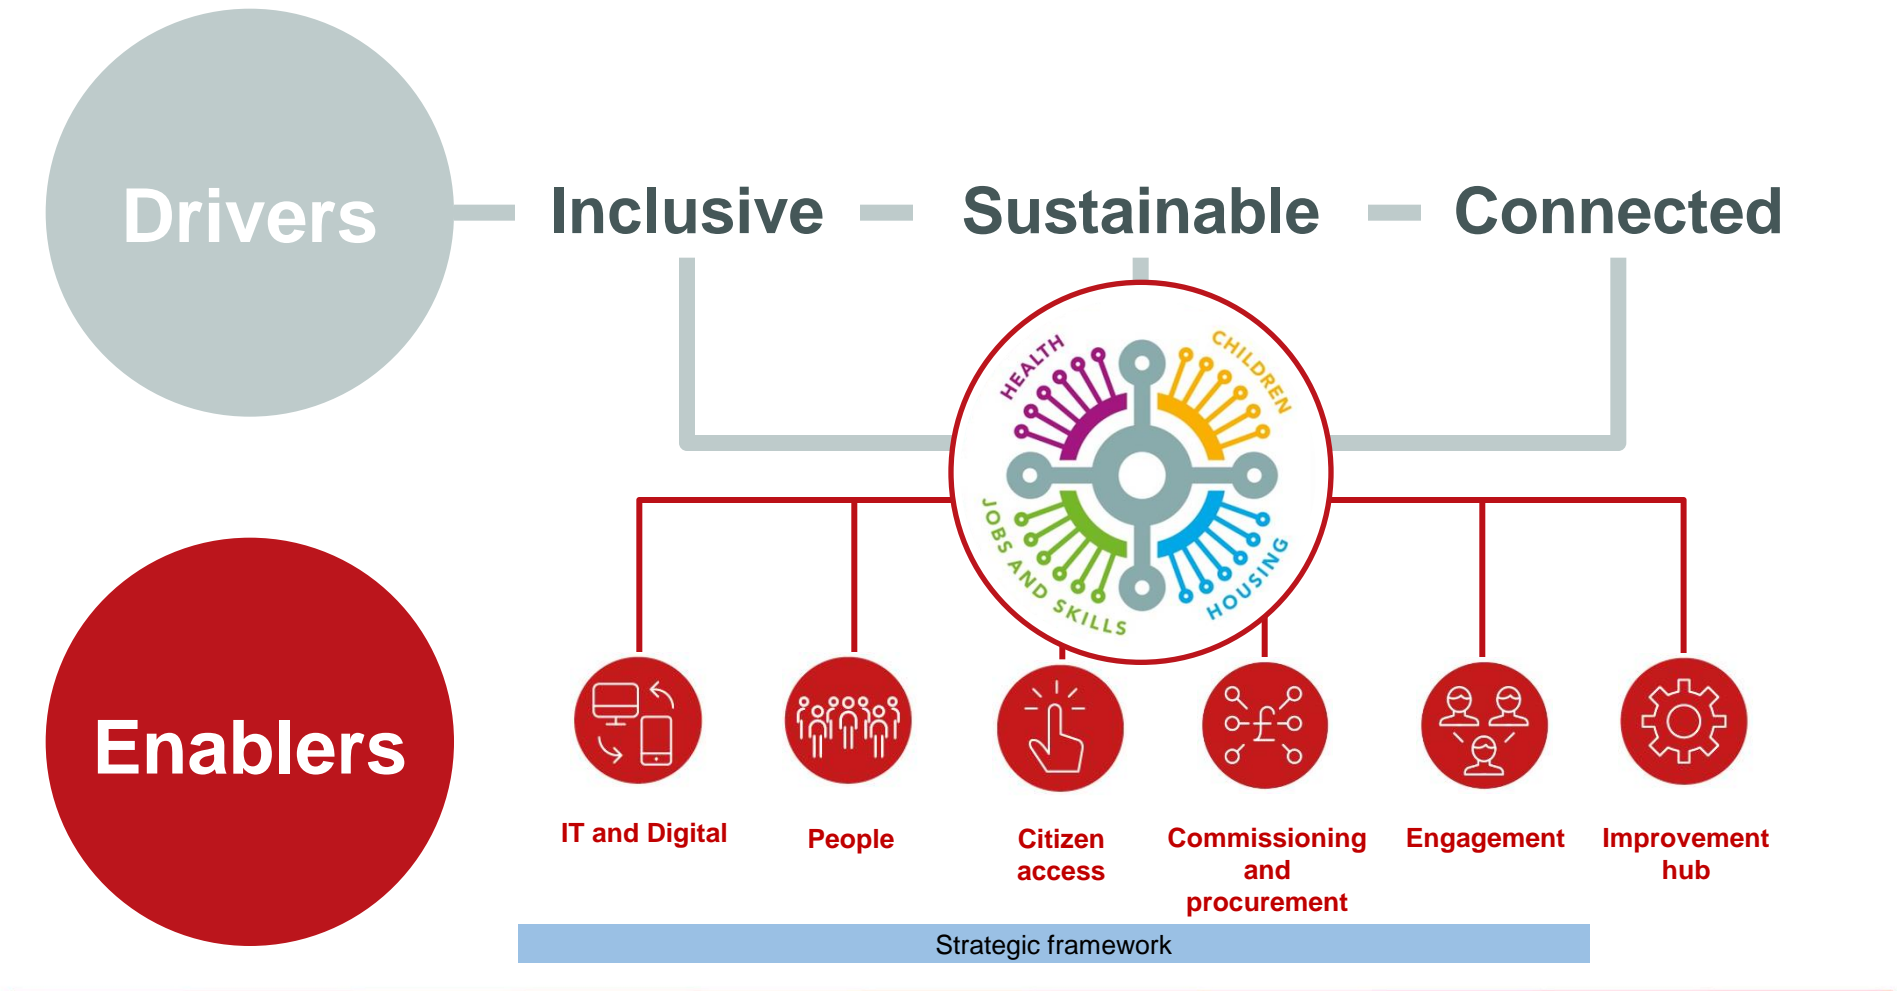 Drivers
Inclusive
Sustainable
Connected
HEALTH
CHILDREN
JOBS AND SKILLS
HOUSING
Enablers
£
IT and Digital
People
Citizen
access
Commissioning
and
procurement
Engagement
Improvement
hub
Strategic framework